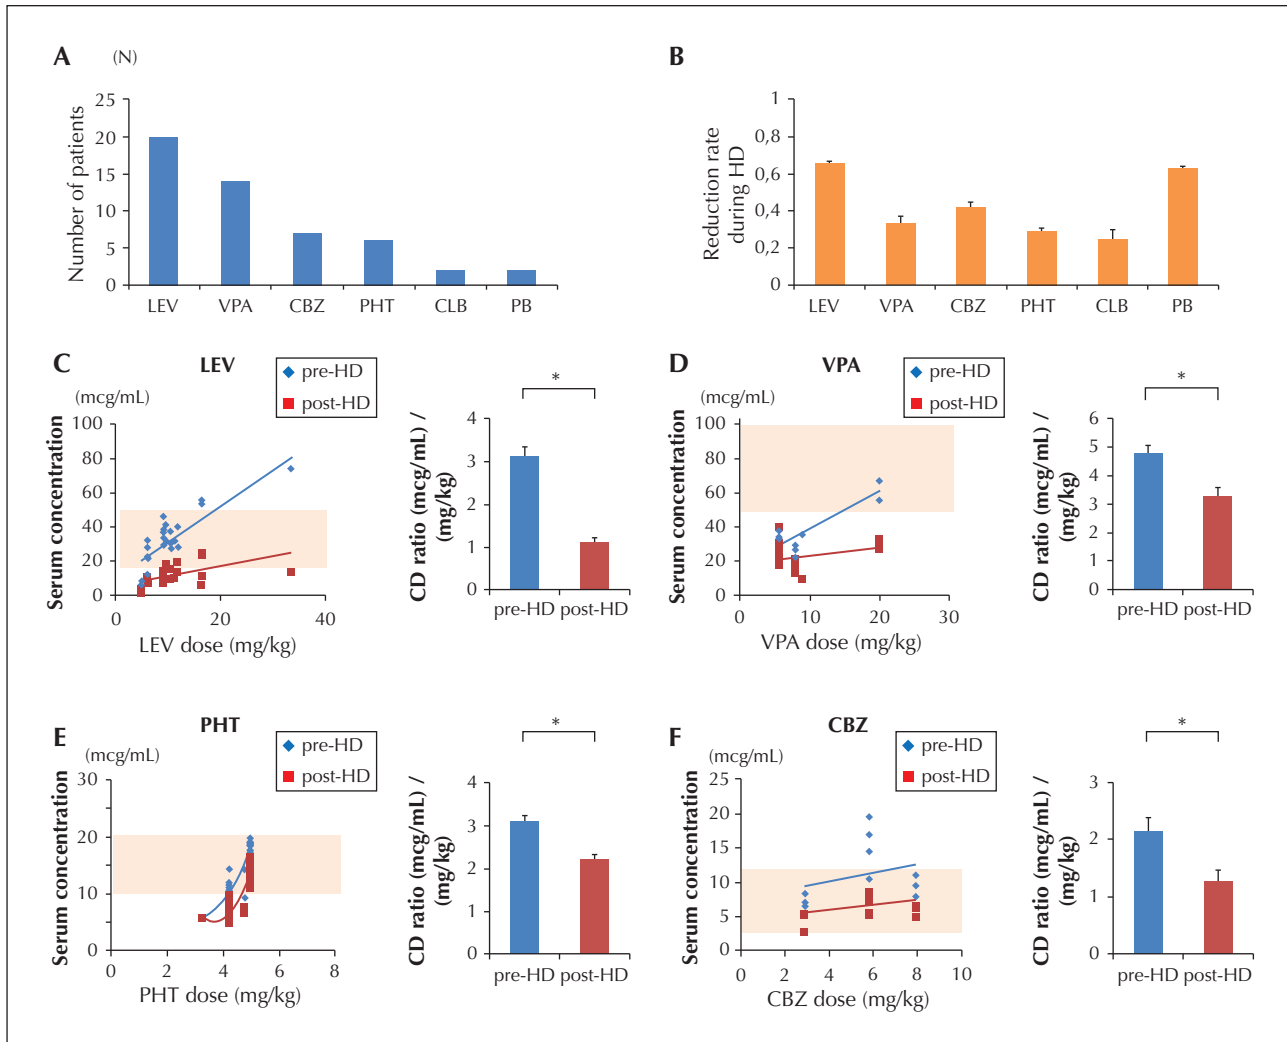 A (N)
Number of patients
25
20
15
10
5
0
LEV VPA CBZ PHT CLB PB
B
Reduction rate
during HD
1
0,8
0,6
0,4
0,2
0
LEV VPA CBZ PHT CLB PB
C LEV
pre-HD
post-HD
(mcg/mL)
Serum concentration
100
80
60
40
20
0
0 20 40
LEV dose (mg/kg)
*
CD ratio (mcg/mL) /
(mg/kg)
4
3
2
1
0
pre-HD post-HD
D VPA
pre-HD
post-HD
(mcg/mL)
Serum concentration
100
80
60
40
20
0
0 10 20 30
VPA dose (mg/kg)
*
CD ratio (mcg/mL) /
(mg/kg)
6
5
4
3
2
1
0
pre-HD post-HD
E PHT
pre-HD
post-HD
(mcg/mL)
Serum concentration
30
20
10
0
0 2 4 6 8
PHT dose (mg/kg)
*
CD ratio (mcg/mL) /
(mg/kg)
4
3
2
1
0
pre-HD post-HD
F CBZ
pre-HD
post-HD
(mcg/mL)
Serum concentration
25
20
15
10
5
0
0 2 4 6 8 10
CBZ dose (mg/kg)
*
CD ratio (mcg/mL) /
(mg/kg)
3
2
1
0
pre-HD post-HD